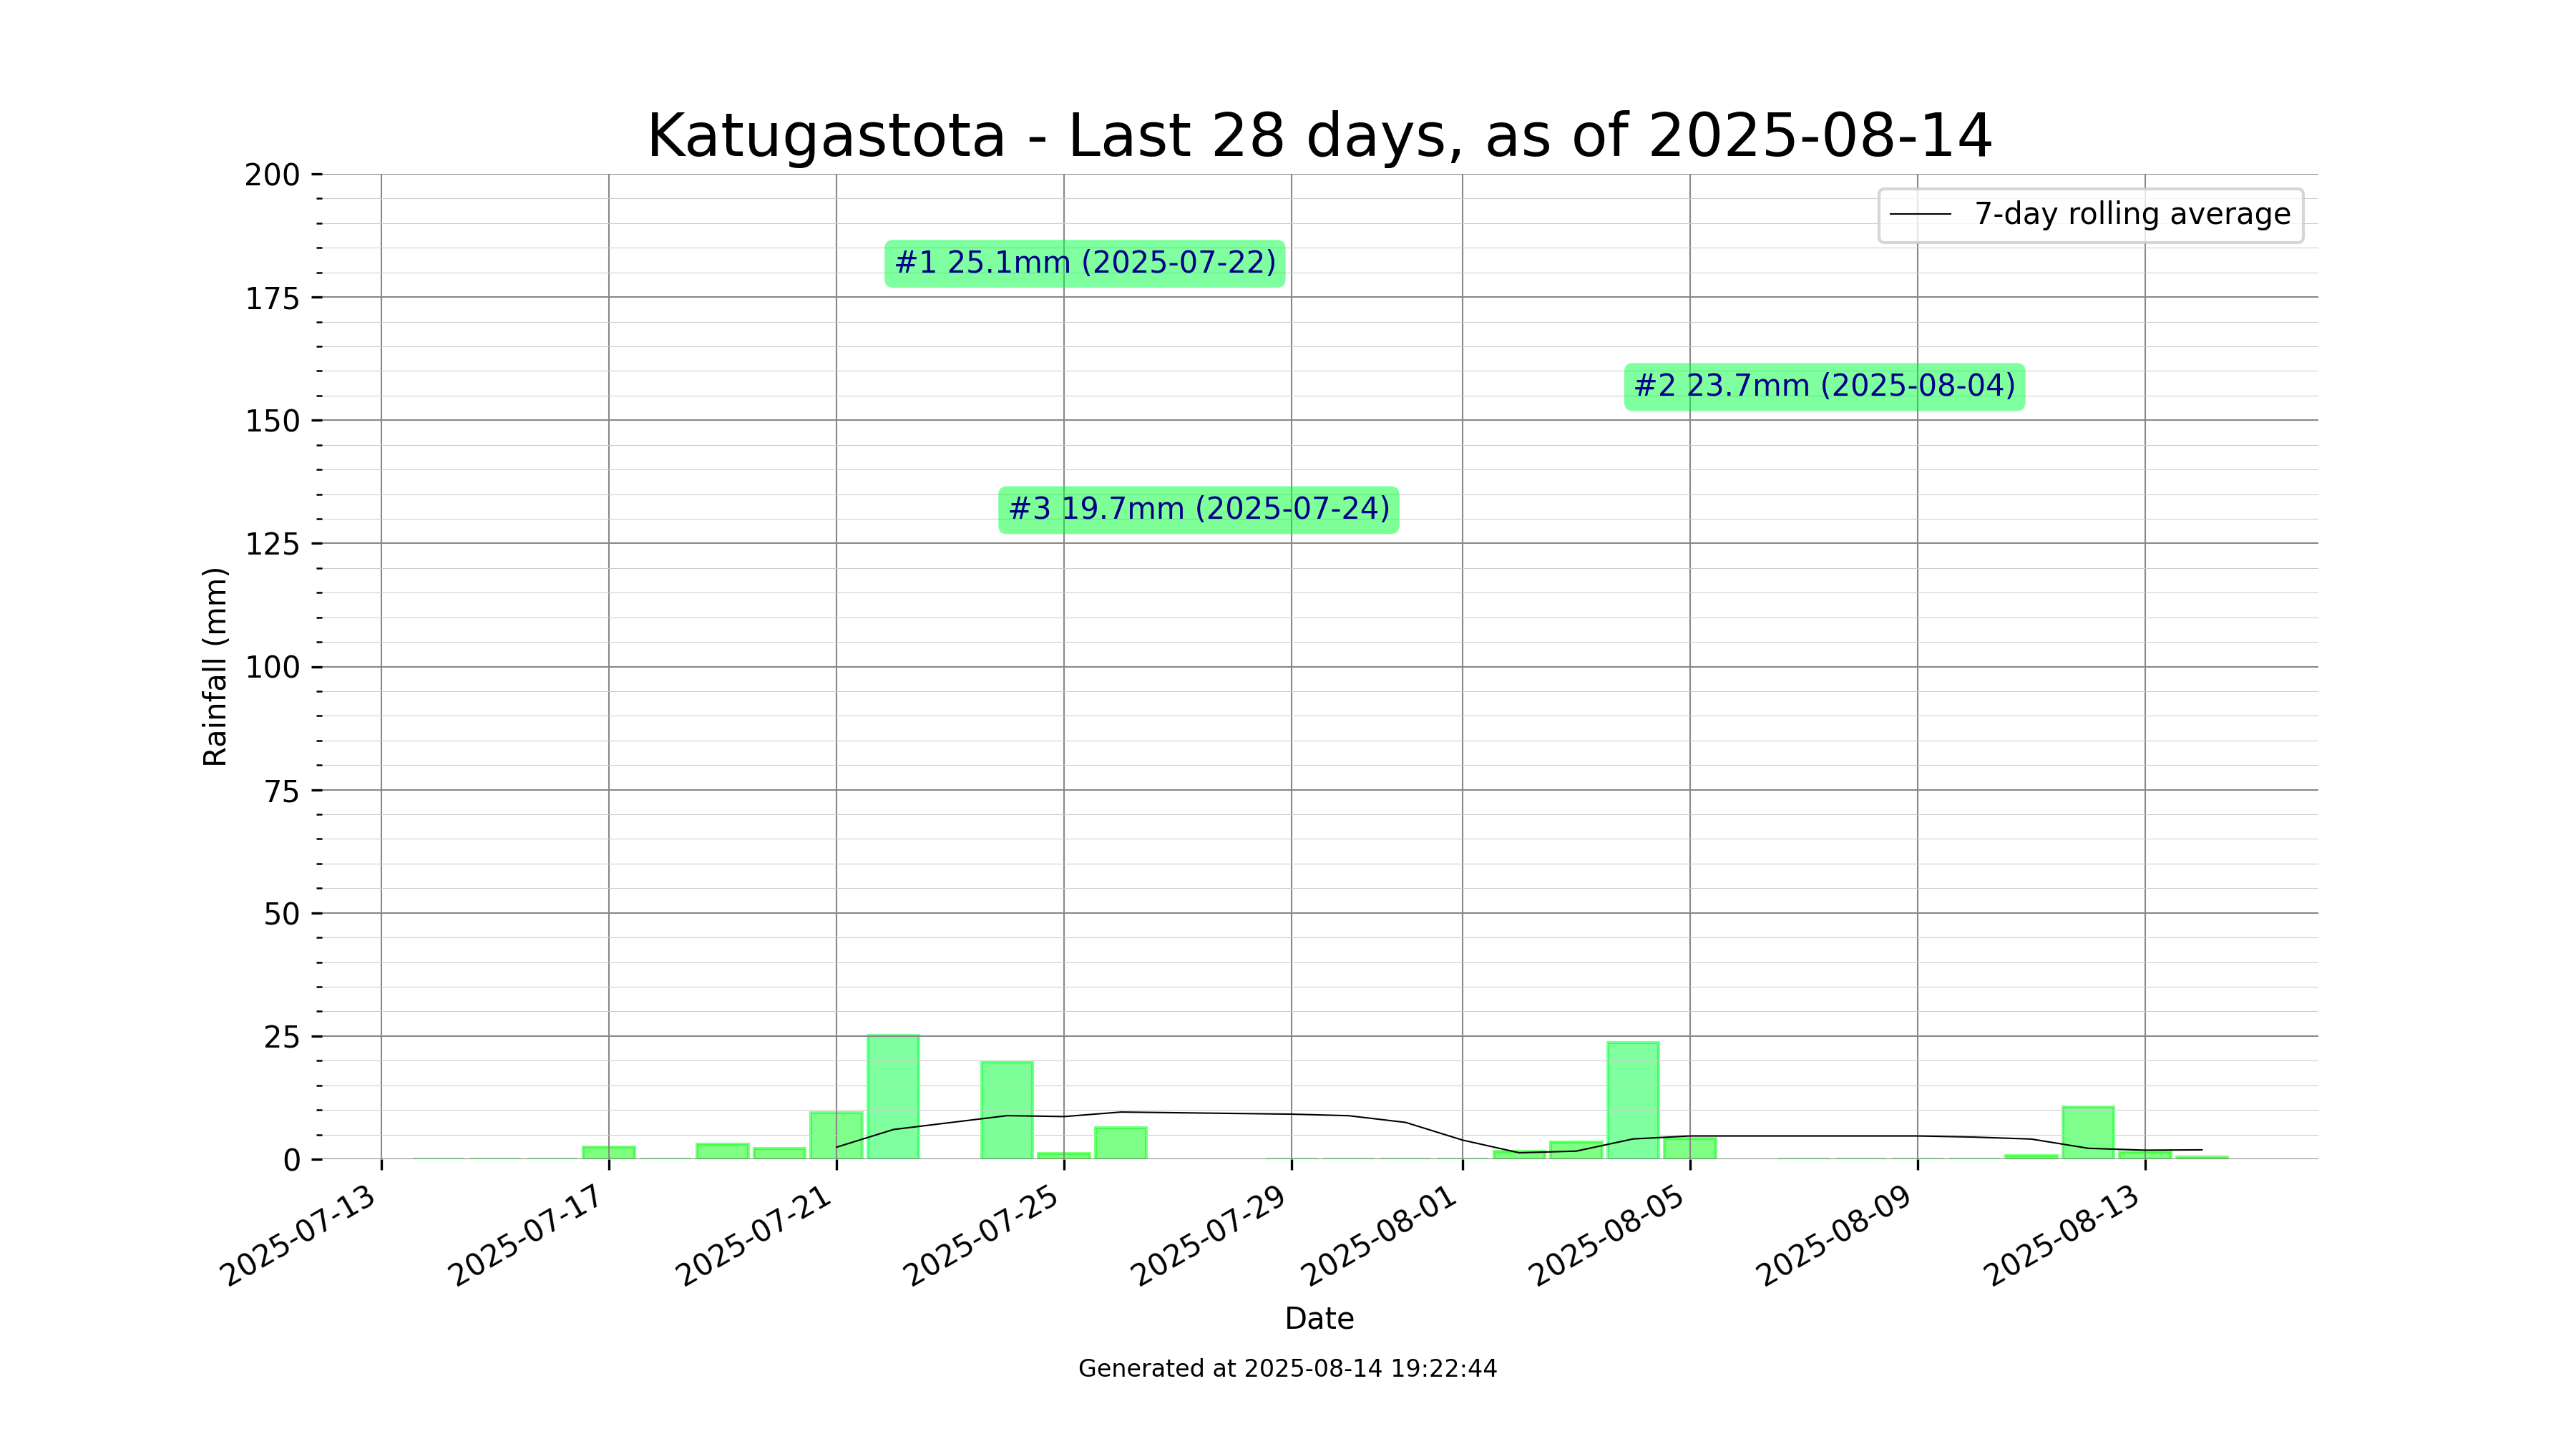 Katugastota - Last 28 days, as of 2025-08-14
7-day rolling average
#1 25.1mm (2025-07-22)
#2 23.7mm (2025-08-04)
#3 19.7mm (2025-07-24)
Rainfall (mm)
200
175
150
125
100
75
50
25
0
2025-07-13
2025-07-17
2025-07-21
2025-07-25
2025-07-29
2025-08-01
2025-08-05
2025-08-09
2025-08-13
Date
Generated at 2025-08-14 19:22:44